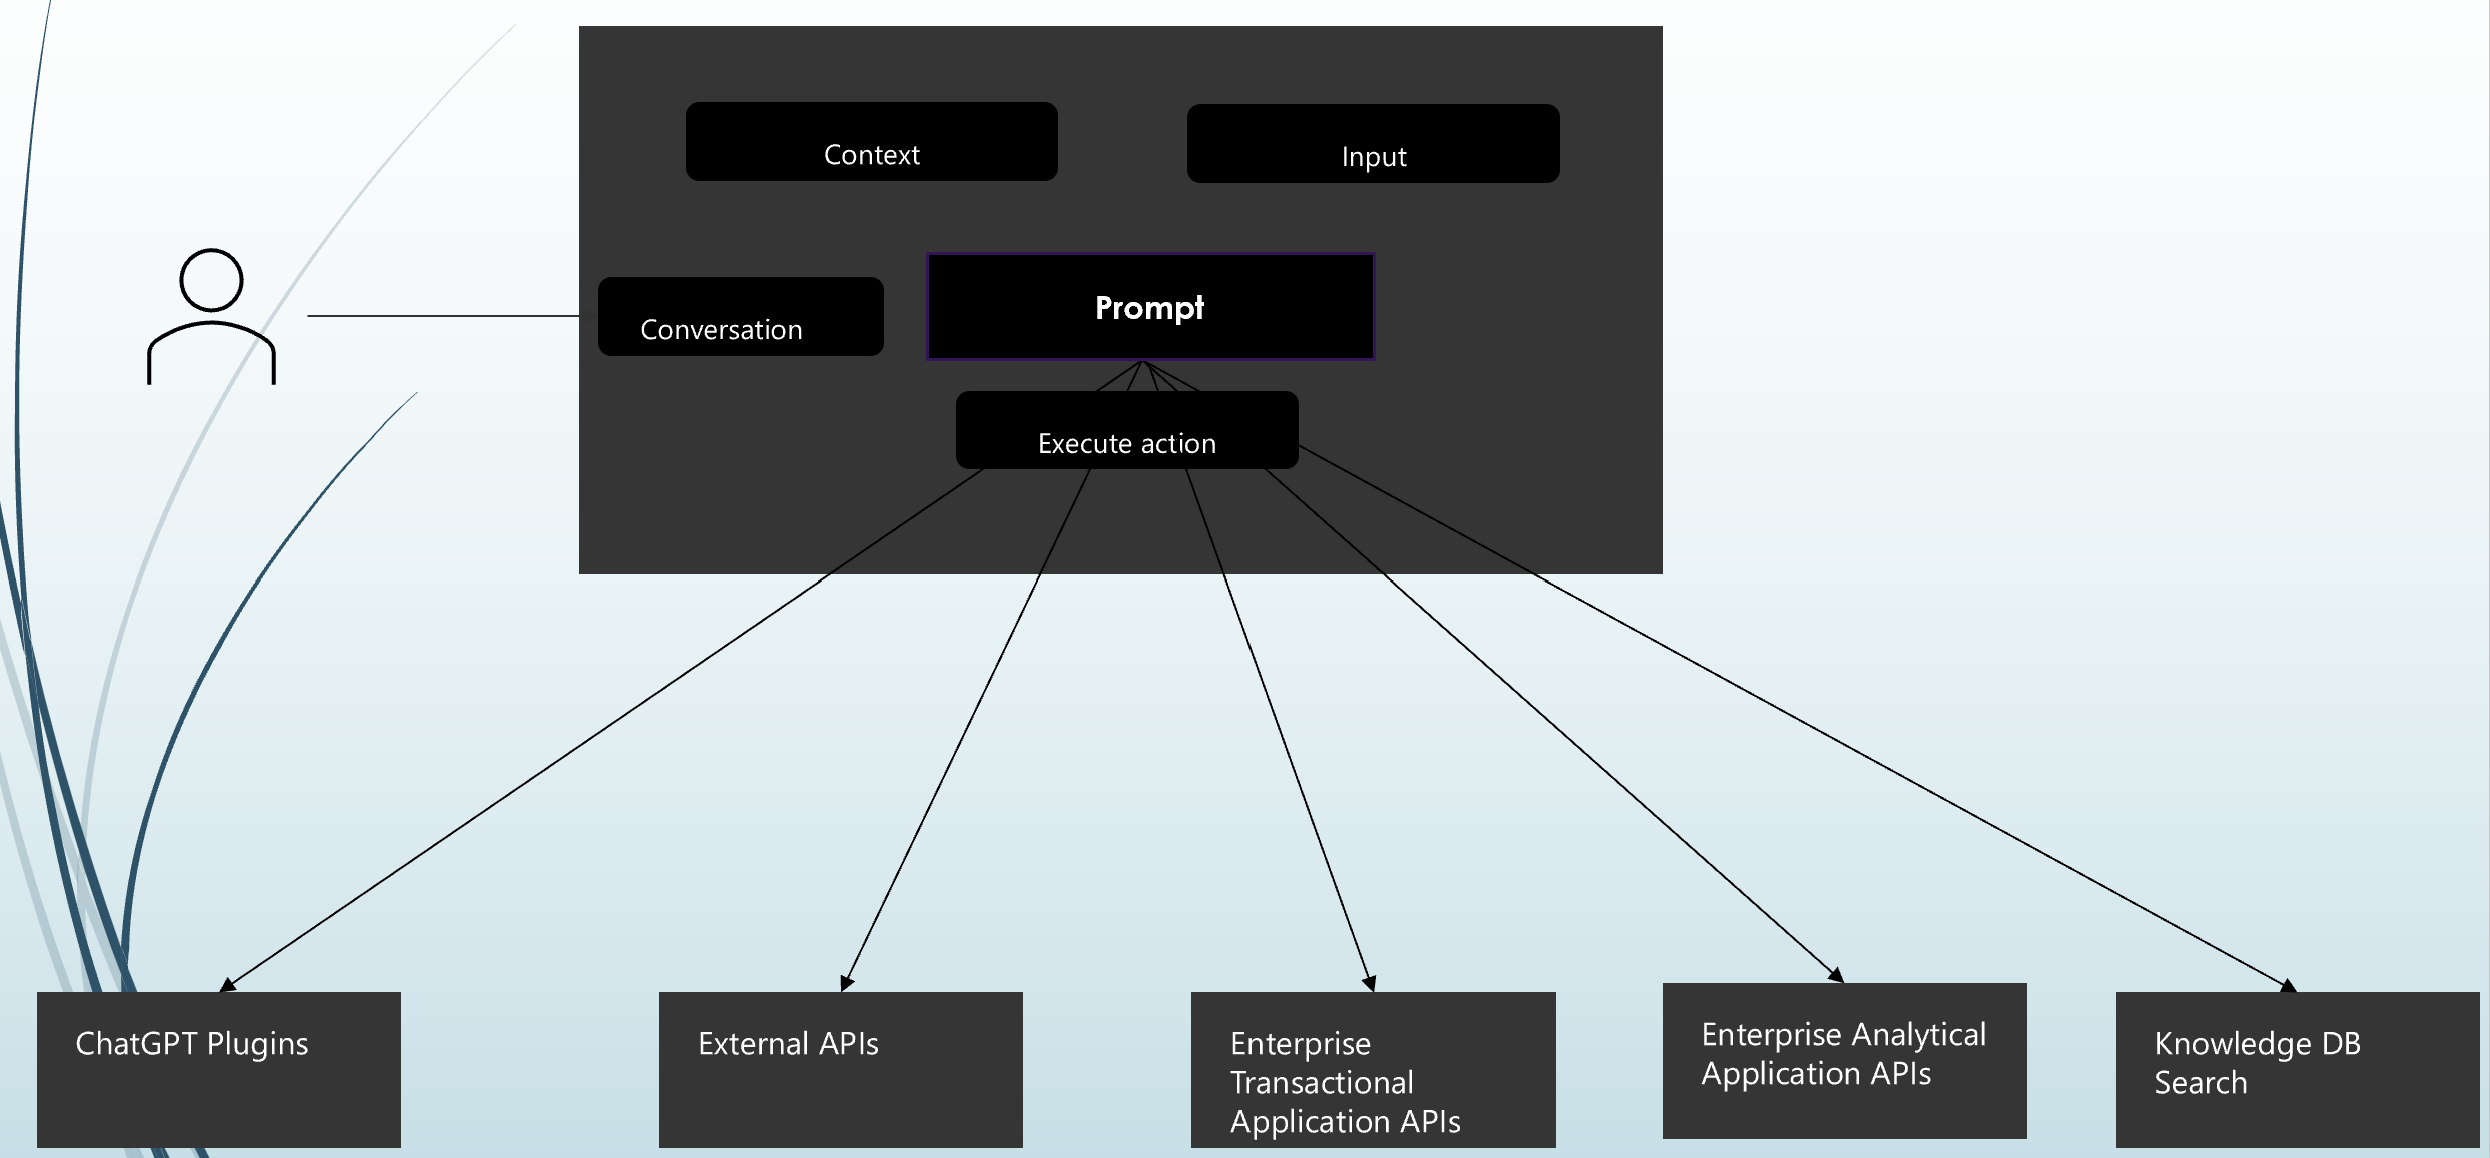 Context
Input
Conversation
Prompt
Execute action
ChatGPT Plugins
External APIs
Enterprise
Transactional
Application APIs
Enterprise Analytical
Application APIs
Knowledge DB
Search